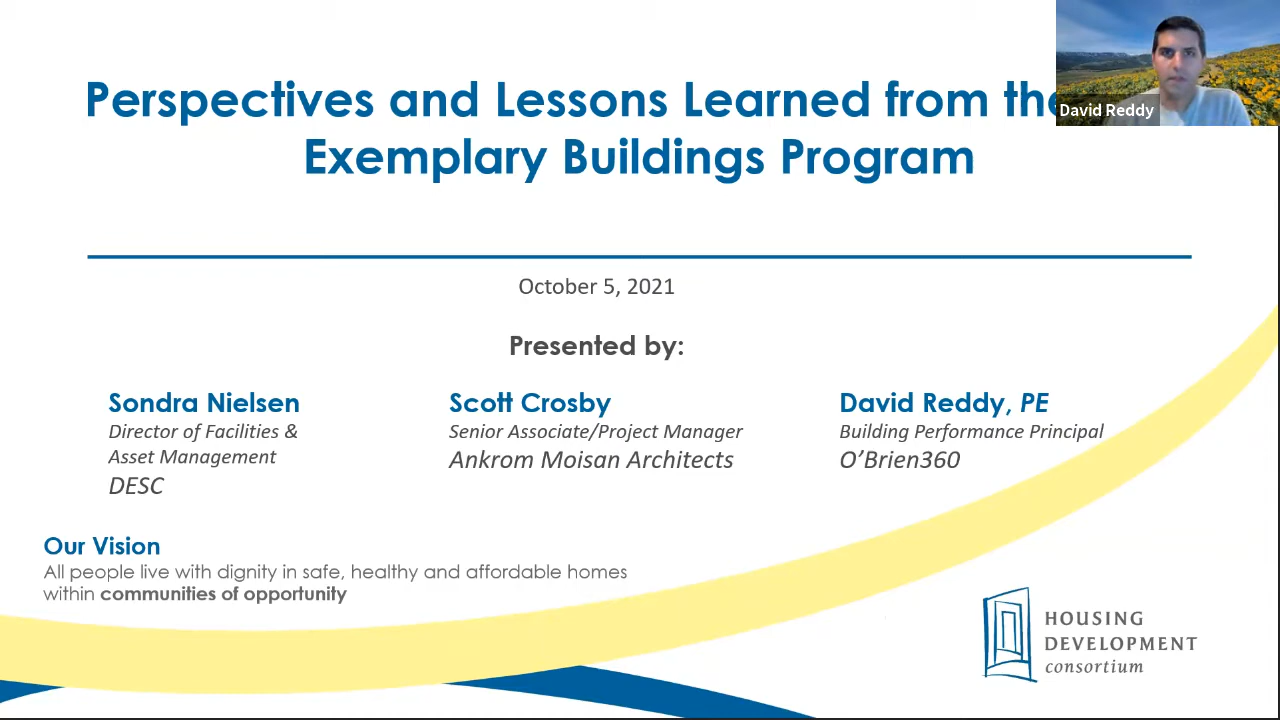 Perspectives and Lessons Learned from the
Exemplary Buildings Program
David Reddy
October 5, 2021
Presented by:
Sondra Nielsen
Director of Facilities &
Asset Management
DESC
Scott Crosby
Senior Associate/Project Manager
Ankrom Moisan Architects
David Reddy, PE
Building Performance Principal
O’Brien360
Our Vision
All people live with dignity in safe, healthy and affordable homes
within communities of opportunity
HOUSING
DEVELOPMENT
consortium